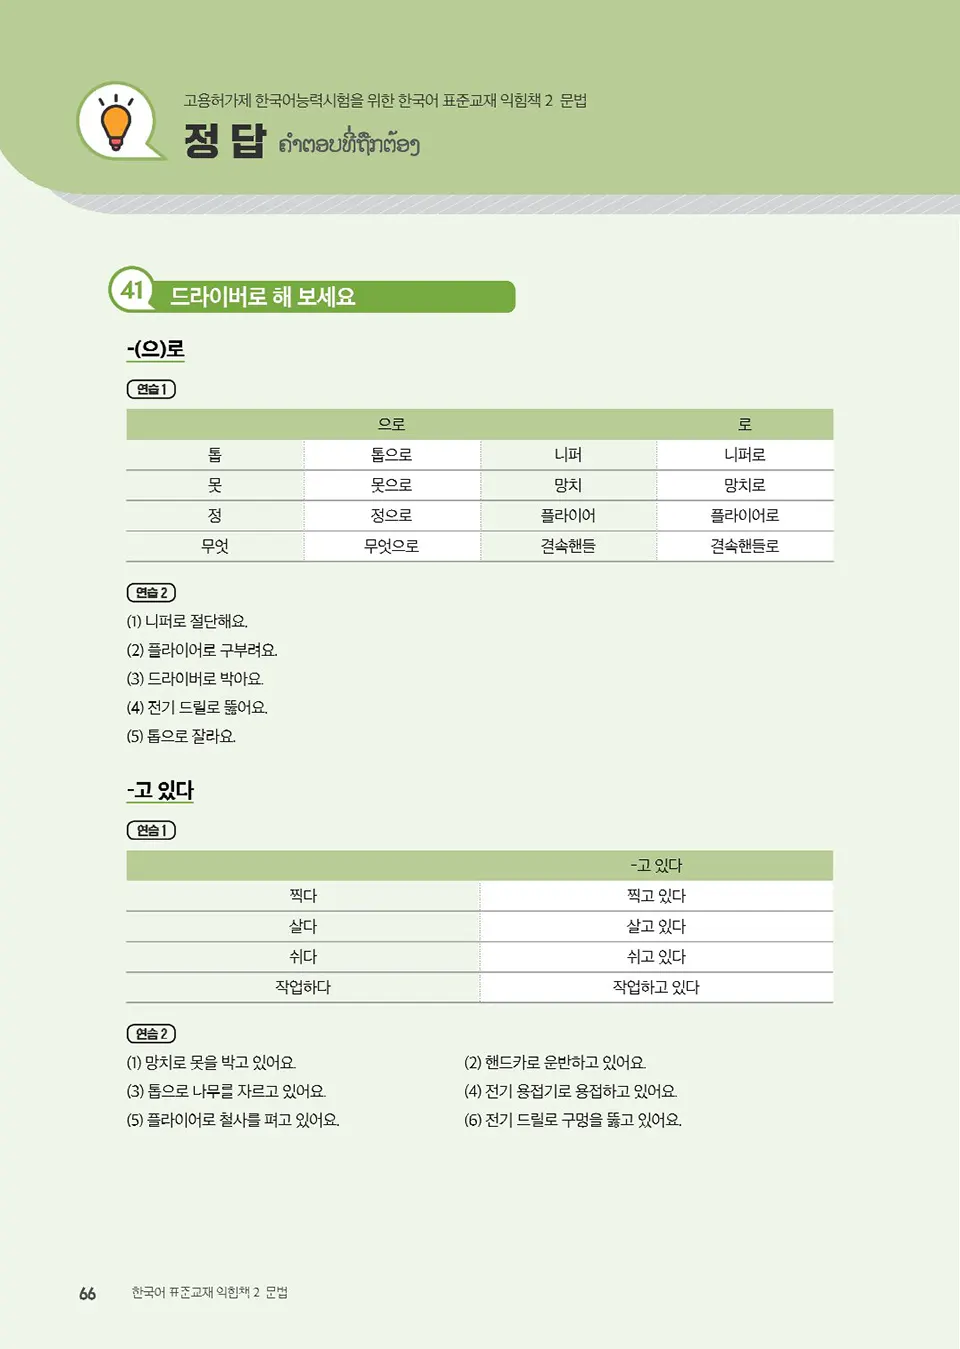 고용허가제 한국어능력시험을 위한 한국어 표준교재 익힘책 2 문법
정 답 ຄຳຕອບທີ່ຖືກຕ້ອງ
41 드라이버로 해 보세요
-(으)로
연습 1
으로 로
톱 톱으로 니퍼 니퍼로
못 못으로 망치 망치로
정 정으로 플라이어 플라이어로
무엇 무엇으로 결속핸들 결속핸들로
연습 2
(1) 니퍼로 절단해요.
(2) 플라이어로 구부려요.
(3) 드라이버로 박아요.
(4) 전기 드릴로 뚫어요.
(5) 톱으로 잘라요.
-고 있다
연습 1
-고 있다
찍다 찍고 있다
살다 살고 있다
쉬다 쉬고 있다
작업하다 작업하고 있다
연습 2
(1) 망치로 못을 박고 있어요. (2) 핸드카로 운반하고 있어요.
(3) 톱으로 나무를 자르고 있어요. (4) 전기 용접기로 용접하고 있어요.
(5) 플라이어로 철사를 펴고 있어요. (6) 전기 드릴로 구멍을 뚫고 있어요.
66 한국어 표준교재 익힘책 2 문법